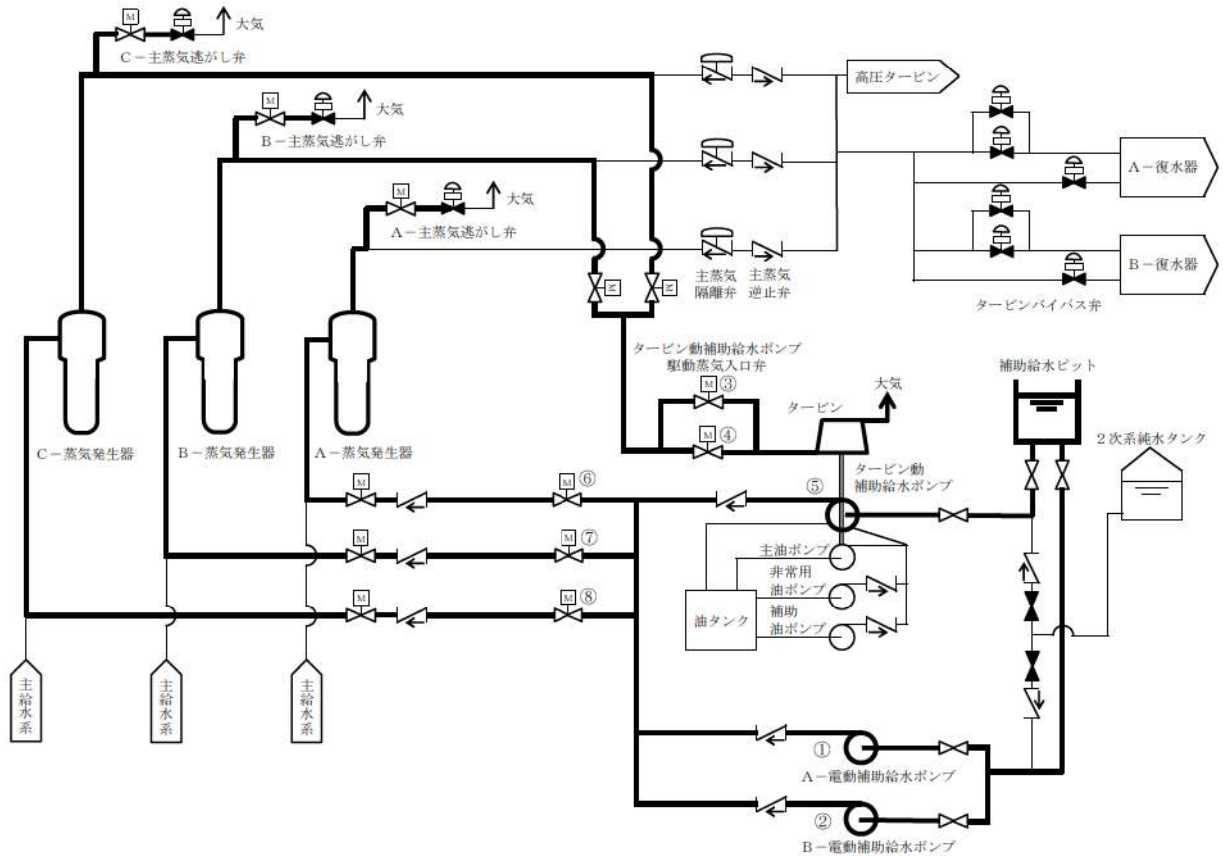 M
大気
C－主蒸気逃がし弁
高圧タービン
M
大気
B－主蒸気逃がし弁
A－復水器
M
大気
A－主蒸気逃がし弁
B－復水器
主蒸気
隔離弁
主蒸気
逆止弁
タービンバイパス弁
M
M
タービン動補助給水ポンプ
駆動蒸気入口弁
補助給水ピット
M
③
タービン
大気
M
④
2次系純水タンク
C－蒸気発生器
B－蒸気発生器
A－蒸気発生器
タービン動
補助給水ポンプ
M
M
⑥
⑤
M
M
⑦
主油ポンプ
非常用
油ポンプ
M
M
⑧
補助
油ポンプ
油タンク
主給水系
主給水系
主給水系
①
A－電動補助給水ポンプ
②
B－電動補助給水ポンプ